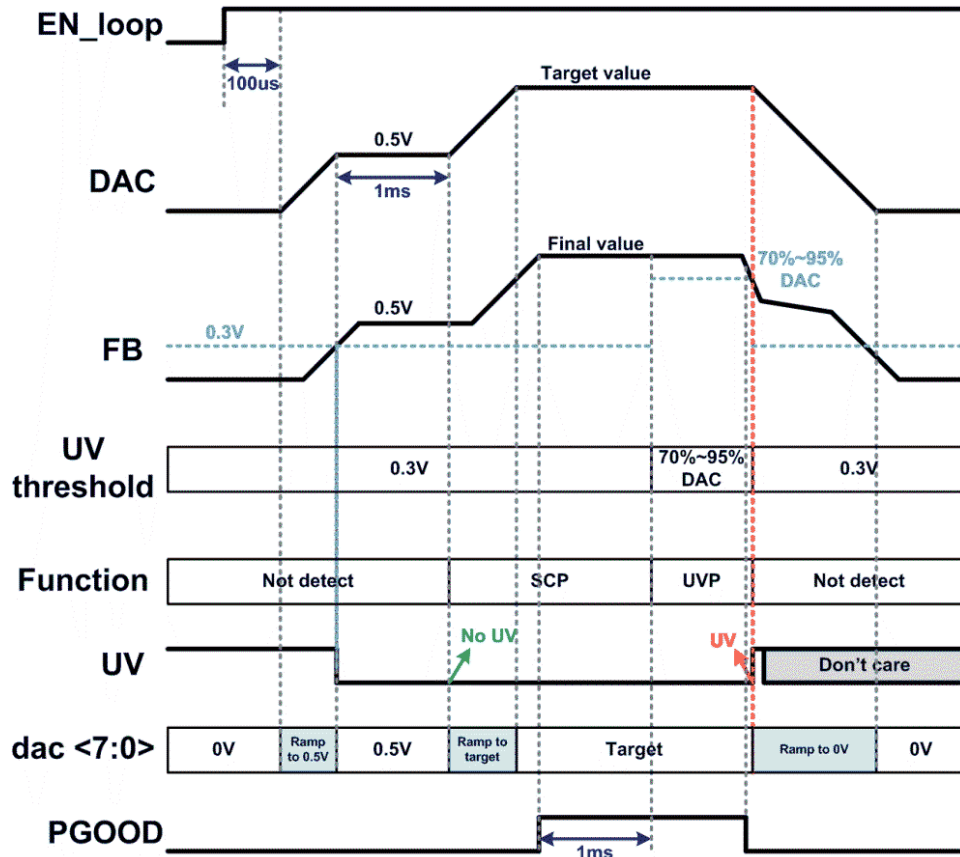 EN_loop
100us
Target value
0.5V
DAC
1ms
Final value
70%~95%
DAC
0.5V
0.3V
FB
UV
threshold
0.3V
70%~95%
DAC
0.3V
Function
Not detect
SCP
UVP
Not detect
No UV
UV
UV
Don't care
dac <7:0>
0V
Ramp
to 0.5V
0.5V
Ramp to
target
Target
Ramp to 0V
0V
PGOOD
1ms